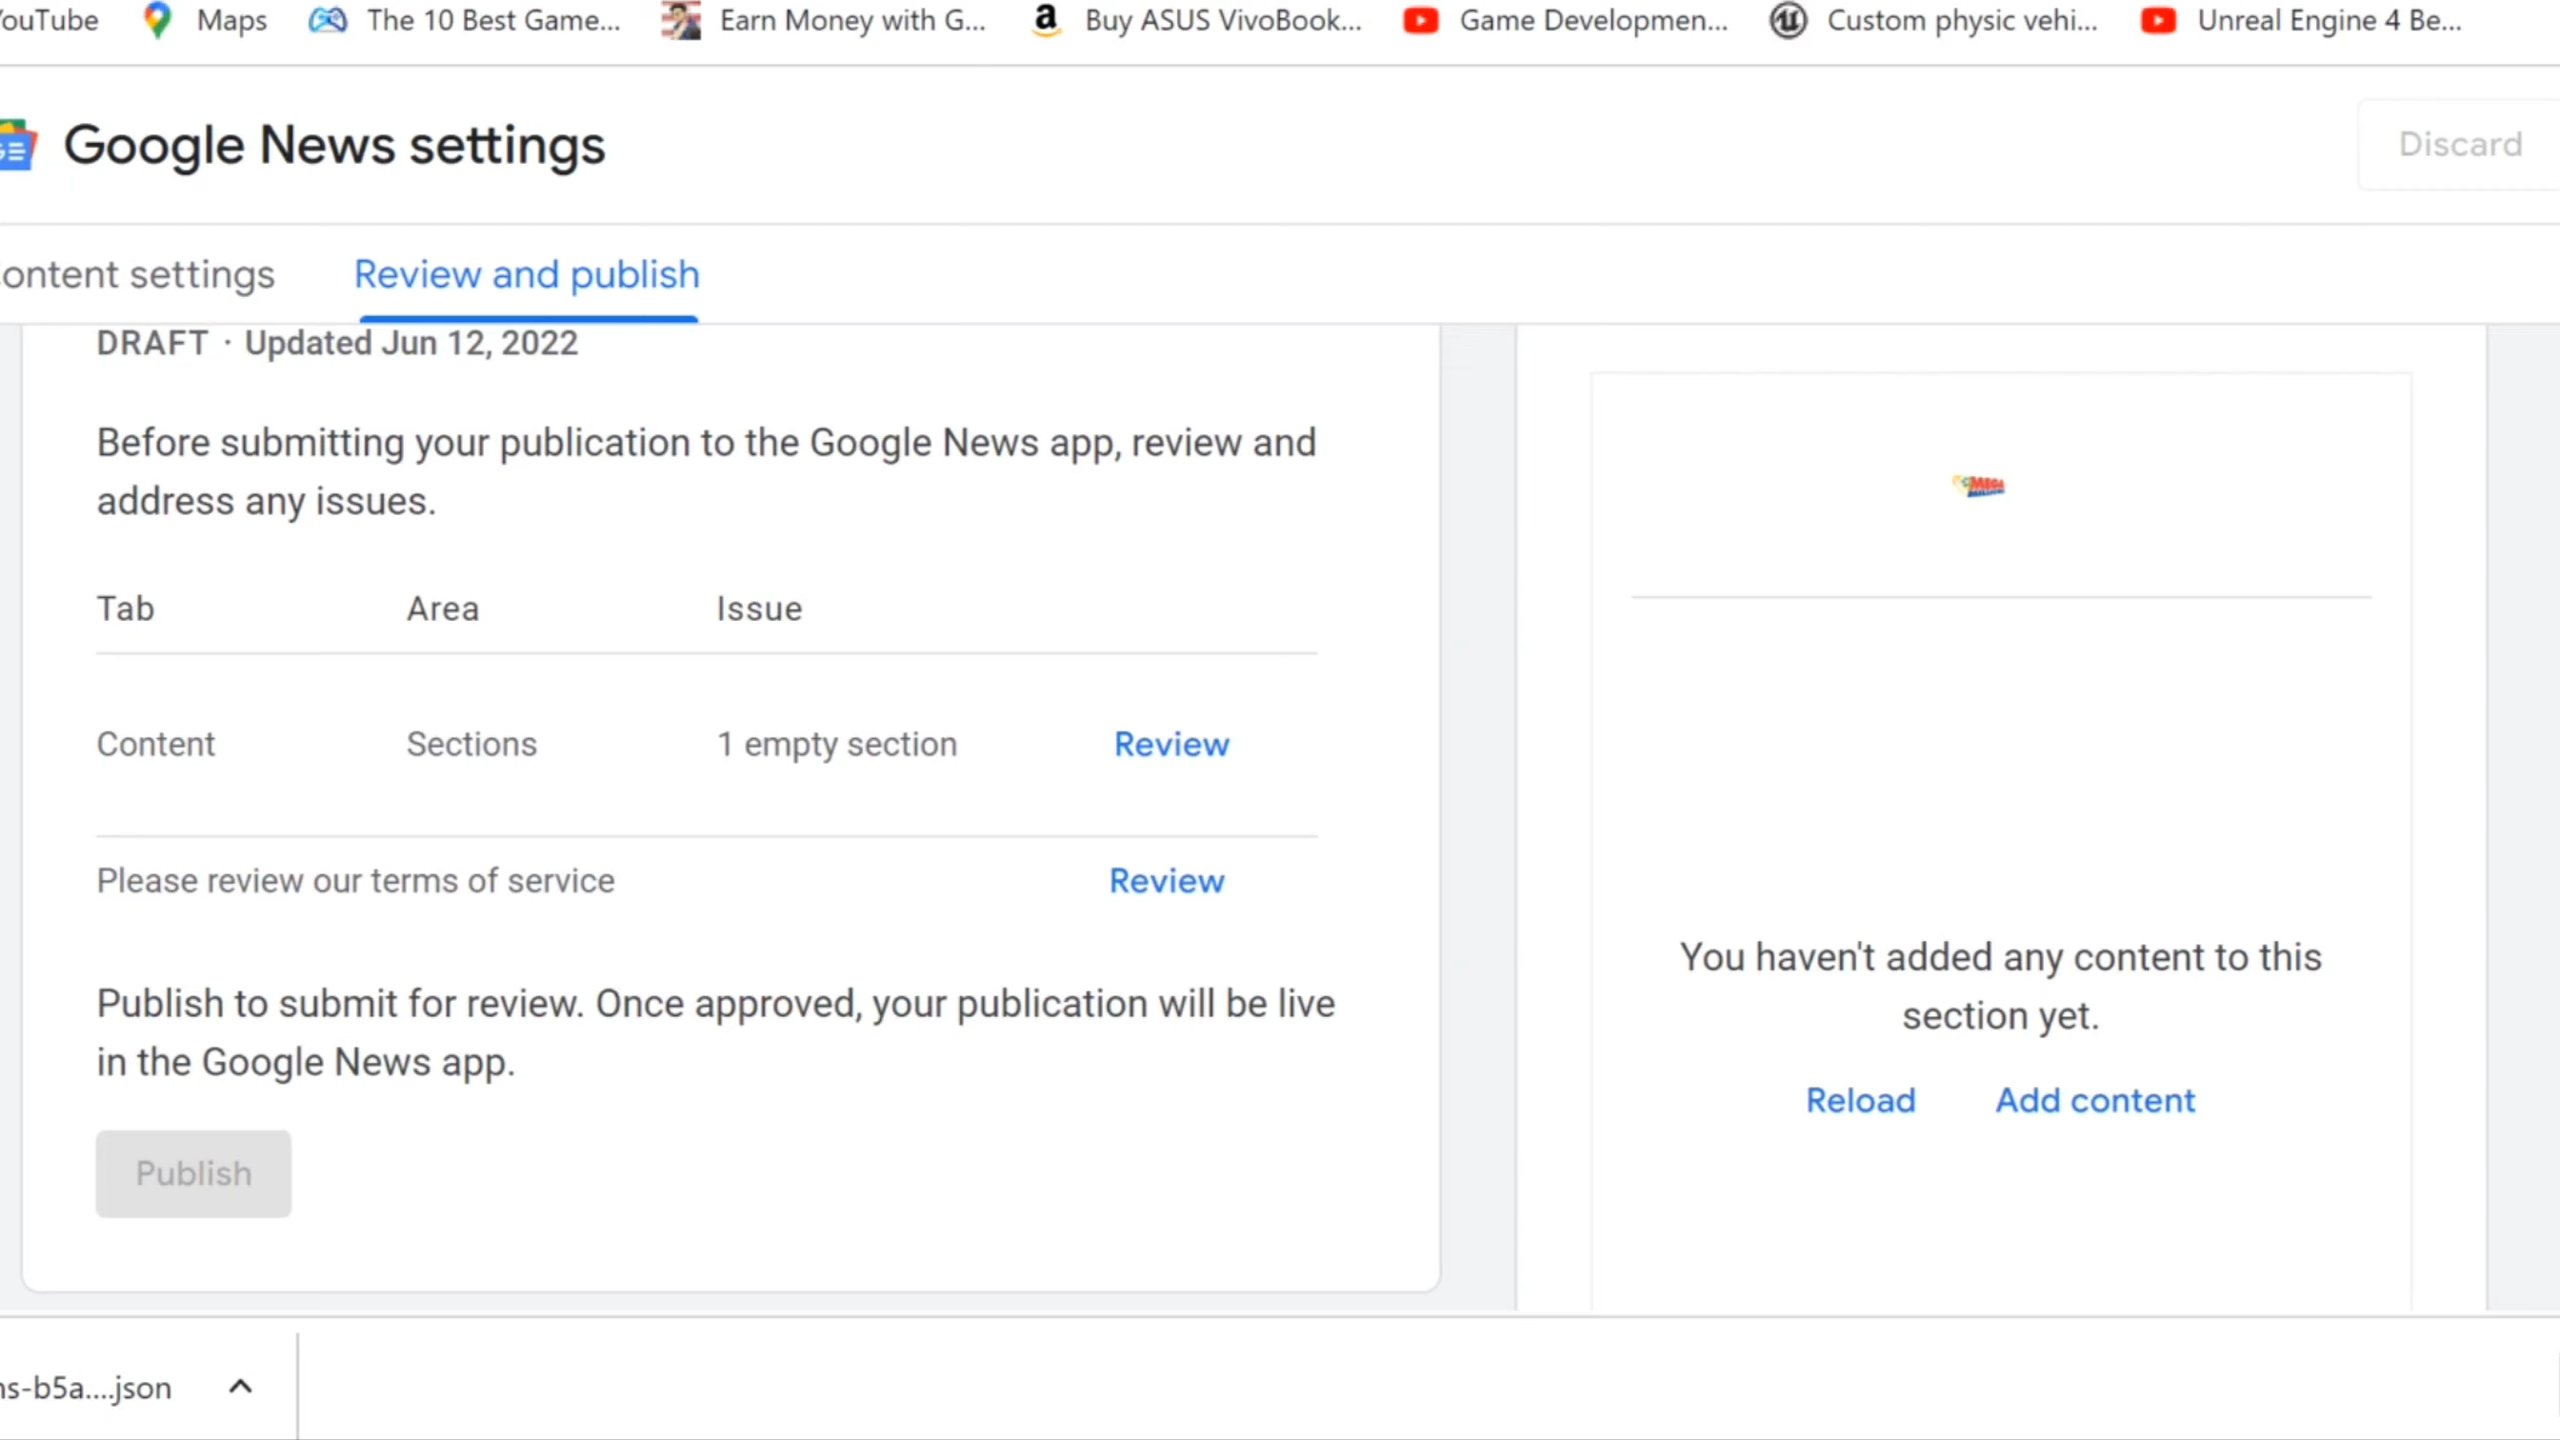 YouTube Maps The 10 Best Game... Earn Money with G... Buy ASUS VivoBook... Game Developmen... Custom physic vehi... Unreal Engine 4 Be...
Google News settings Discard
ontent settings Review and publish
DRAFT · Updated Jun 12, 2022
Before submitting your publication to the Google News app, review and
address any issues.
Tab Area Issue
Content Sections 1 empty section Review
Please review our terms of service Review
Publish to submit for review. Once approved, your publication will be live
in the Google News app.
Publish
MEGA
You haven't added any content to this
section yet.
Reload Add content
ns-b5a....json